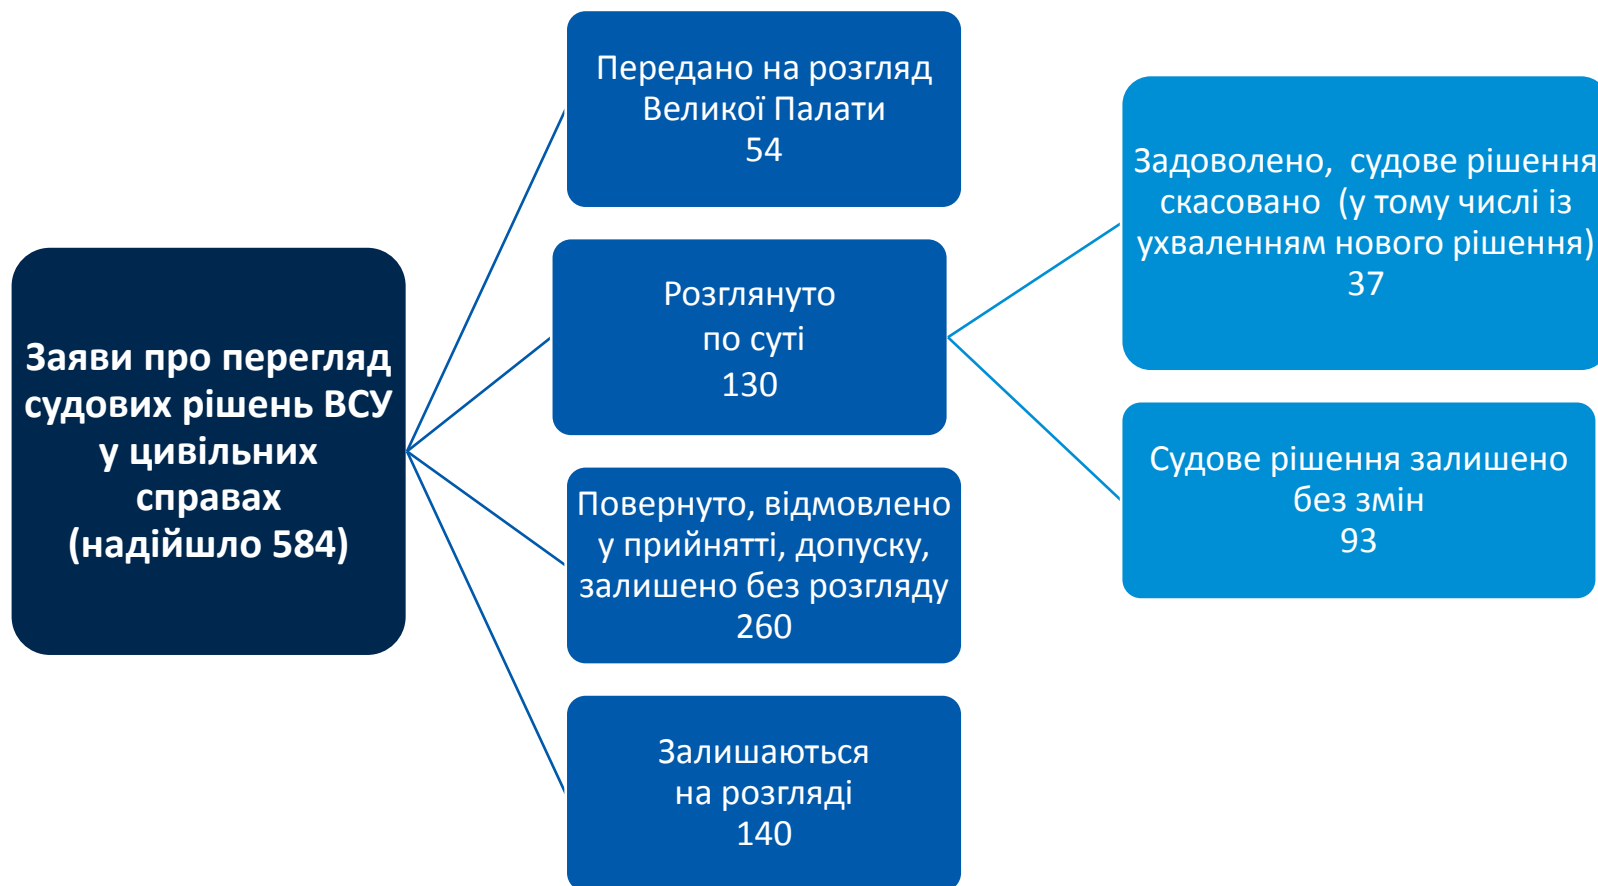 Заяви про перегляд
судових рішень ВСУ
у цивільних
справах
(надійшло 584)
Передано на розгляд
Великої Палати
54
Розглянуто
по суті
130
Повернуто, відмовлено
у прийнятті, допуску,
залишено без розгляду
260
Залишаються
на розгляді
140
Задоволено, судове рішення
скасовано (у тому числі із
ухваленням нового рішення)
37
Судове рішення залишено
без змін
93